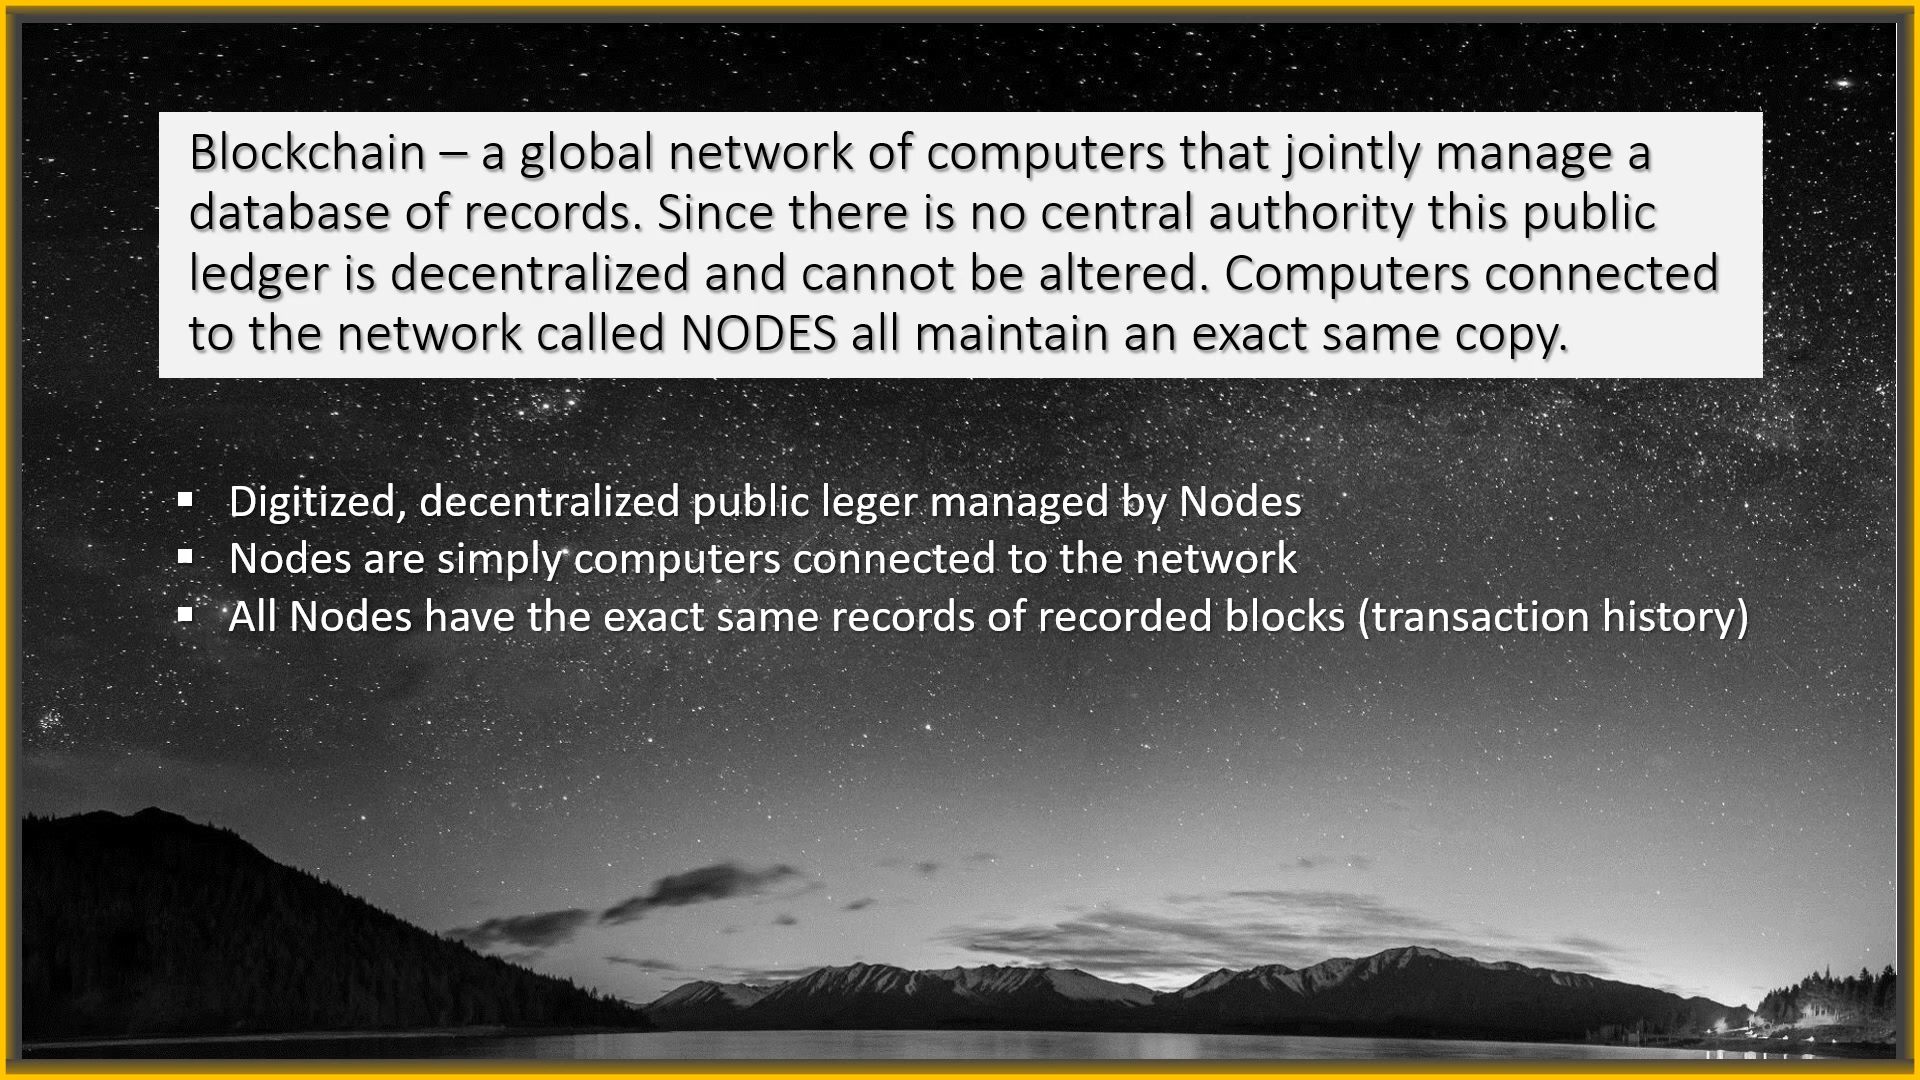 Blockchain – a global network of computers that jointly manage a
database of records. Since there is no central authority this public
ledger is decentralized and cannot be altered. Computers connected
to the network called NODES all maintain an exact same copy.
▪ Digitized, decentralized public leger managed by Nodes
▪ Nodes are simply computers connected to the network
▪ All Nodes have the exact same records of recorded blocks (transaction history)